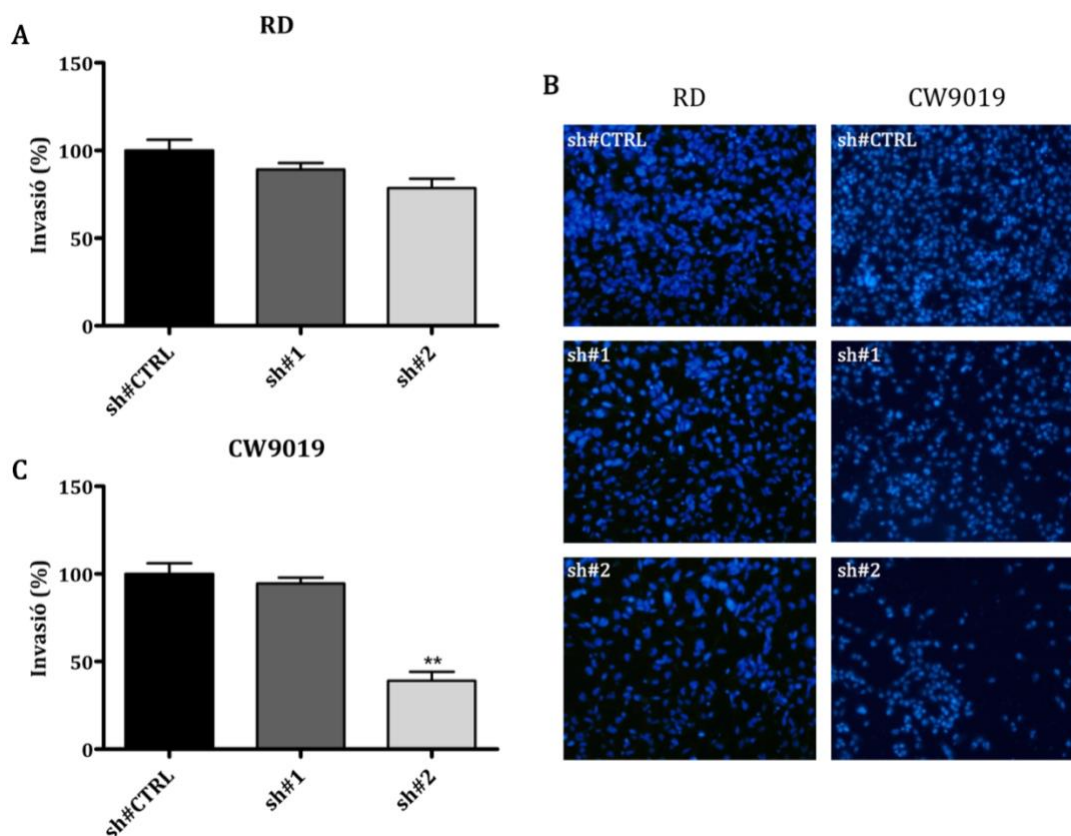 A
RD
150
100
50
0
Invasió (%)
sh#CTRL
sh#1
sh#2
B
RD
CW9019
sh#CTRL
sh#CTRL
sh#1
sh#1
sh#2
sh#2
C
CW9019
150
100
50
0
Invasió (%)
**
sh#CTRL
sh#1
sh#2